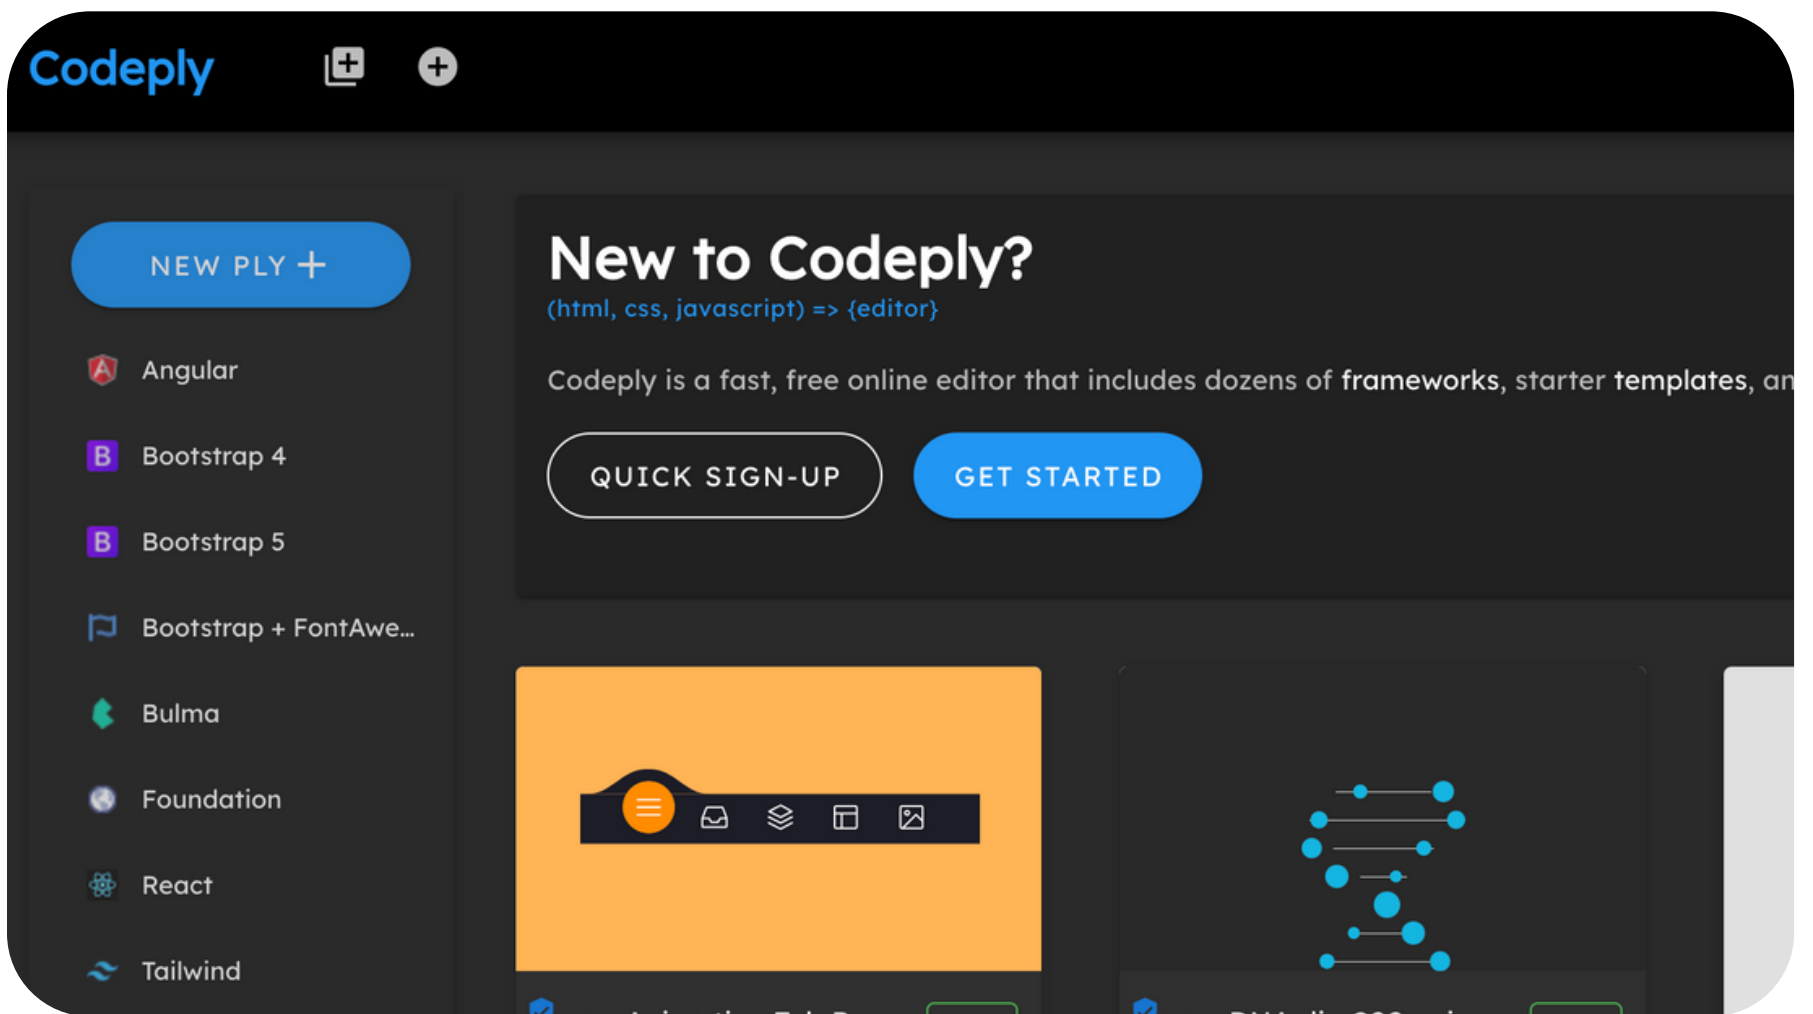 Codeply
NEW PLY +
Angular
Bootstrap 4
Bootstrap 5
Bootstrap + FontAwe...
Bulma
Foundation
React
Tailwind
New to Codeply?
(html, css, javascript) => {editor}
Codeply is a fast, free online editor that includes dozens of frameworks, starter templates, an
QUICK SIGN-UP
GET STARTED